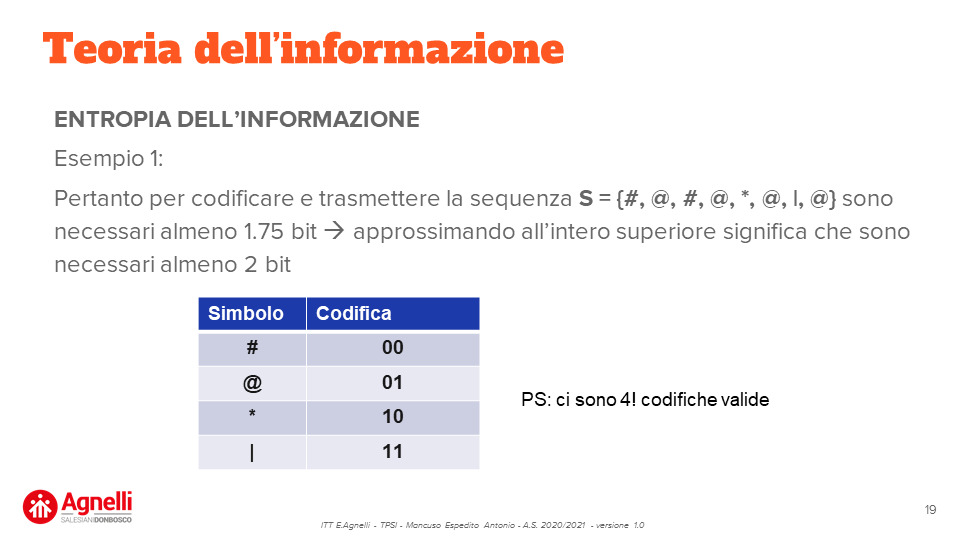 Teoria dell’informazione
ENTROPIA DELL’INFORMAZIONE
Esempio 1:
Pertanto per codificare e trasmettere la sequenza S = {#, @, #, @, *, @, |, @} sono
necessari almeno 1.75 bit → approssimando all’intero superiore significa che sono
necessari almeno 2 bit
Simbolo Codifica
# 00
@ 01
* 10
| 11
PS: ci sono 4! codifiche valide
Agnelli
SALESIANI DONBOSCO
ITT E.Agnelli - TPSI - Mancuso Espedito Antonio - A.S. 2020/2021 - versione 1.0
19